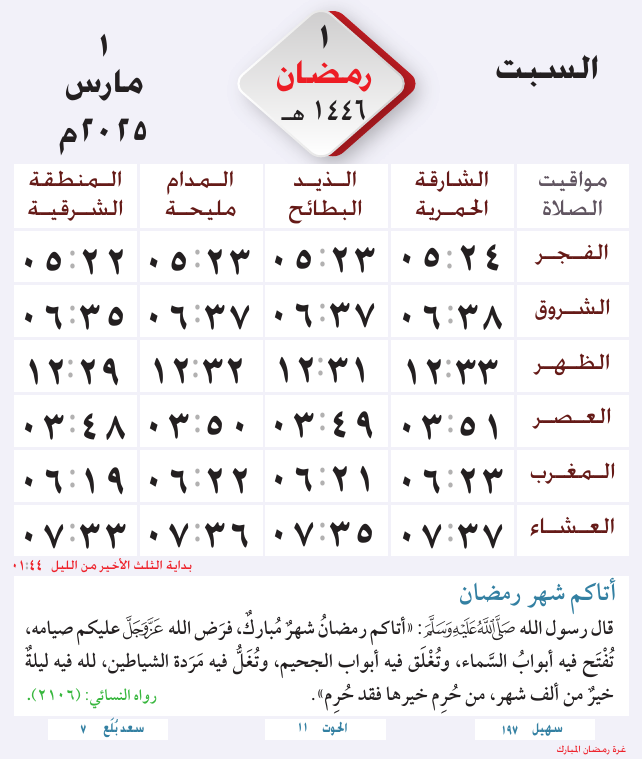 السبت
١
رمضان
١٤٤٦ هـ
١
مارس
٢٠٢٥م
مواقيت الصلاة | الشارقة الحمرية | الذيد البطائح | المدام مليحة | المنطقة الشرقية
الفجر ٠٥:٢٤ ٠٥:٢٣ ٠٥:٢٣ ٠٥:٢٢
الشروق ٠٦:٣٨ ٠٦:٣٧ ٠٦:٣٧ ٠٦:٣٥
الظهر ١٢:٣٣ ١٢:٣١ ١٢:٣٢ ١٢:٢٩
العصر ٠٣:٥١ ٠٣:٤٩ ٠٣:٥٠ ٠٣:٤٨
المغرب ٠٦:٢٣ ٠٦:٢١ ٠٦:٢٢ ٠٦:١٩
العشاء ٠٧:٣٧ ٠٧:٣٥ ٠٧:٣٦ ٠٧:٣٣
بداية الثلث الأخير من الليل ٠١:٤٤
أتاكم شهر رمضان
قال رسول الله ﷺ: «أتاكم رمضانُ شهرٌ مُباركٌ، فرَض الله عَزَّوَجَلَّ عليكم صيامه،
تُفْتَح فيه أبوابُ السَّماء، وتُغْلَق فيه أبواب الجحيم، وتُغَلُّ فيه مَرَدة الشياطين، لله فيه ليلةٌ
خيرٌ من ألف شهر، من حُرِم خيرها فقد حُرِم». رواه النسائي: (٢١٠٦).
سهيل ١٩٧ الحوت ١١ سعد بُلَع ٧
غرة رمضان المبارك